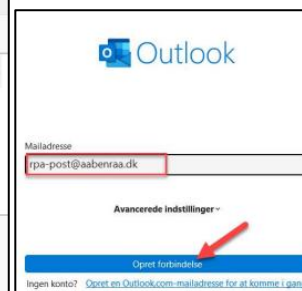 Outlook
Mailadresse
rpa-post@aabenraa.dk
Avancerede indstillinger
Opret forbindelse
Ingen konto? Opret en Outlook.com-mailadresse for at komme i gang